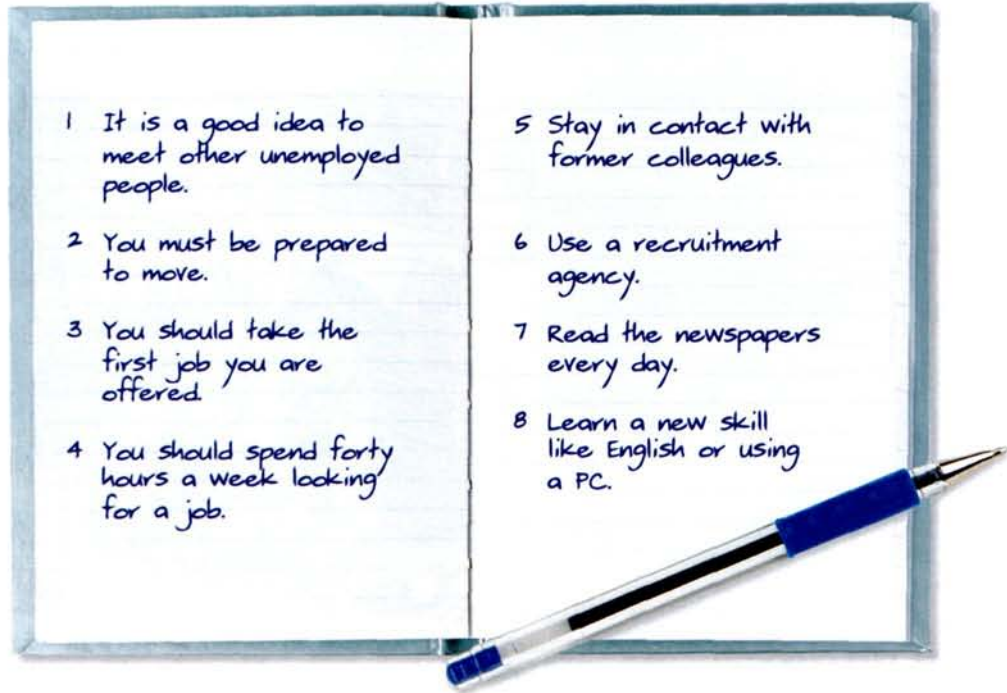 1 It is a good idea to
meet other unemployed
people.
2 You must be prepared
to move.
3 You should take the
first job you are
offered.
4 You should spend forty
hours a week looking
for a job.
5 Stay in contact with
former colleagues.
6 Use a recruitment
agency.
7 Read the newspapers
every day.
8 Learn a new skill
like English or using
a PC.